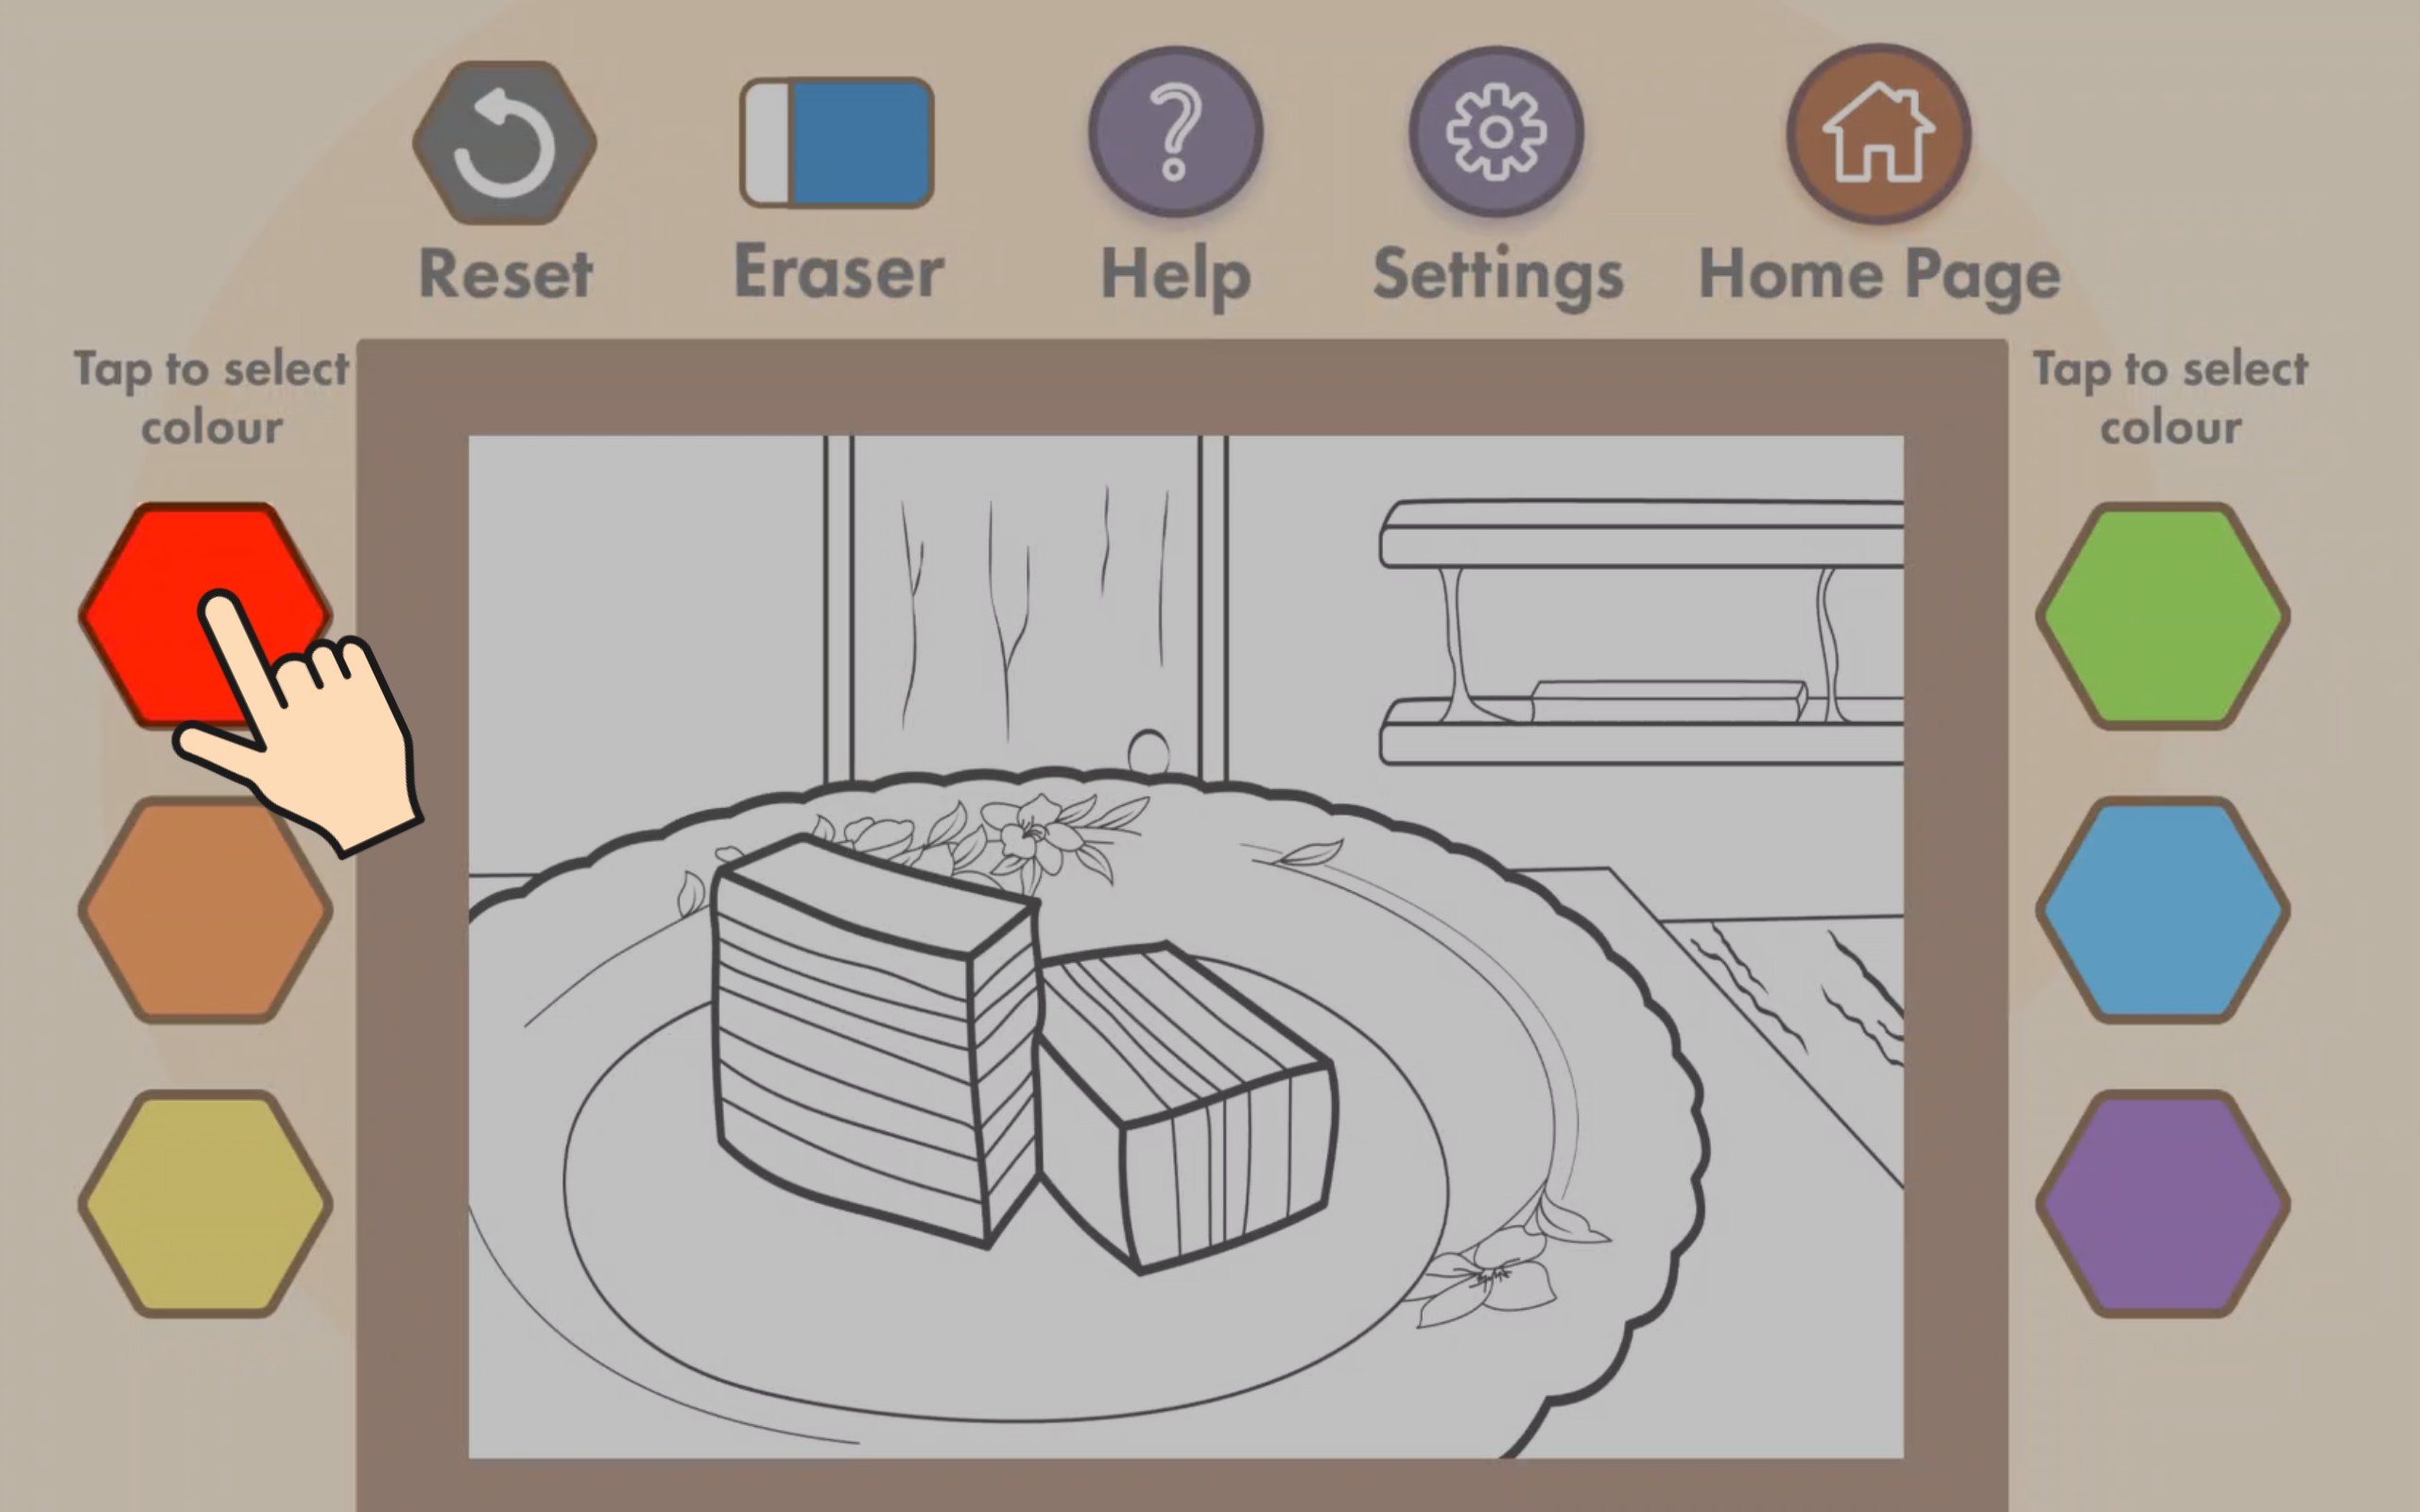 Reset
Eraser
Help
Settings
Home Page
Tap to select
colour
Tap to select
colour